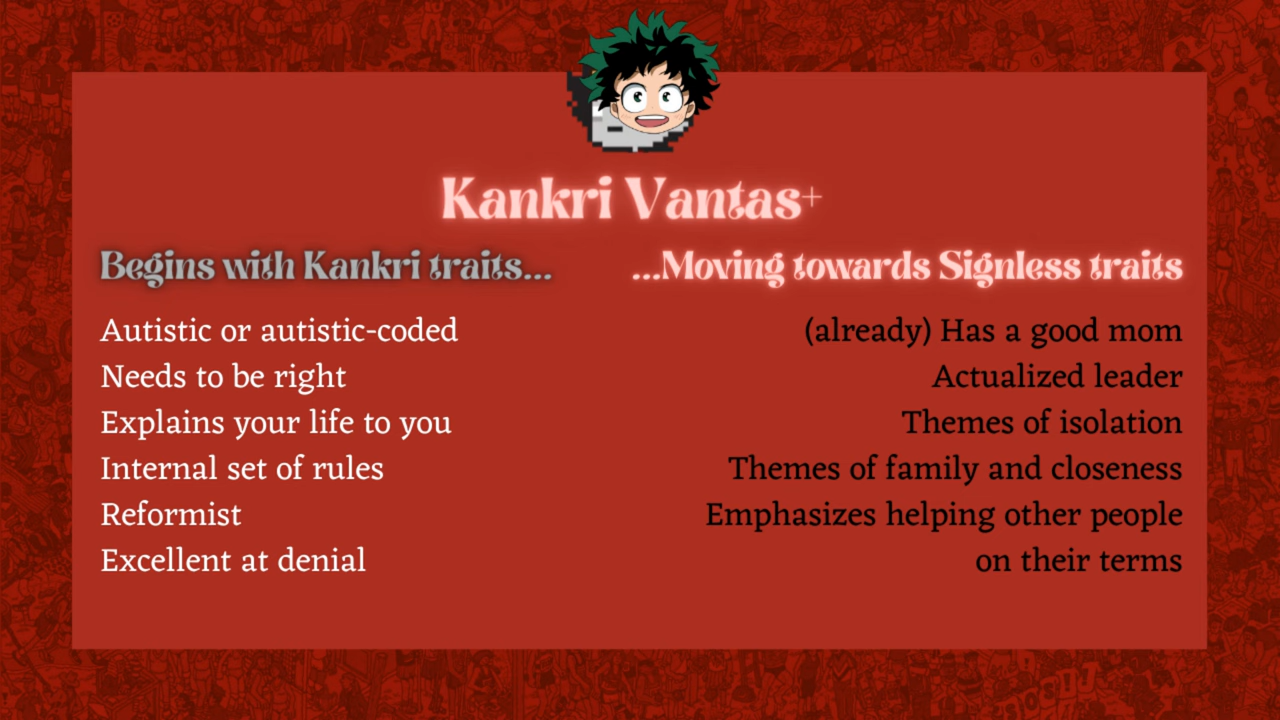 Kankri Vantas+
Begins with Kankri traits...
Autistic or autistic-coded
Needs to be right
Explains your life to you
Internal set of rules
Reformist
Excellent at denial
...Moving towards Signless traits
(already) Has a good mom
Actualized leader
Themes of isolation
Themes of family and closeness
Emphasizes helping other people
on their terms